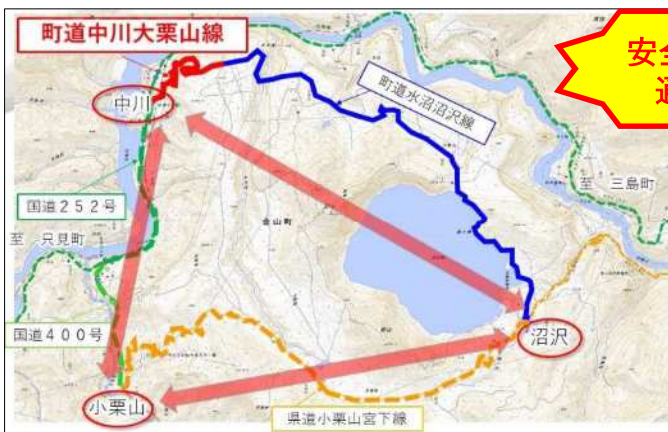 町道中川大栗山線
安全
通
中川
町道水沼沼沢線
国道252号
至 三島町
金山町
至 只見町
国道400号
沼沢
小栗山
県道小栗山宮下線